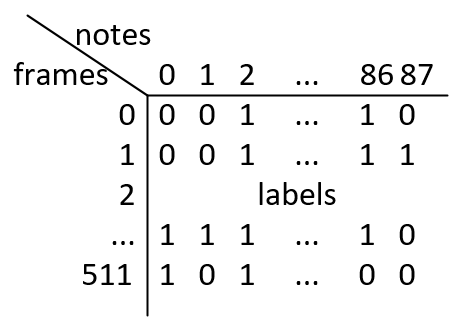 notes
frames 0 1 2 ... 86 87
0 0 0 1 ... 1 0
1 0 0 1 ... 1 1
2 labels
... 1 1 1 ... 1 0
511 1 0 1 ... 0 0